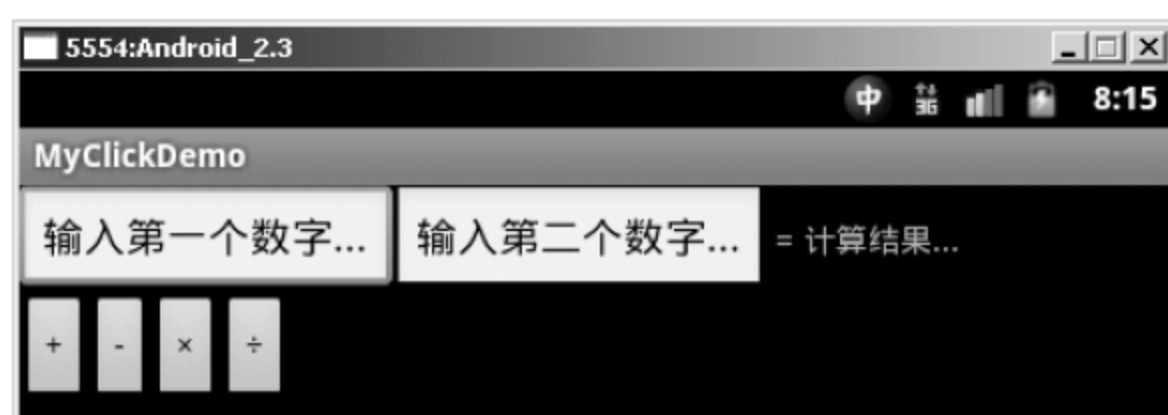 5554:Android_2.3
中 3G 8:15
MyClickDemo
输入第一个数字... 输入第二个数字... = 计算结果...
+ - × ÷